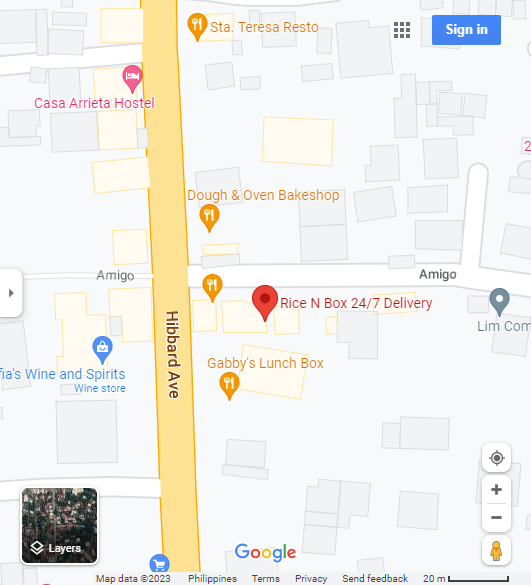 Sta. Teresa Resto
Sign in
Casa Arrieta Hostel
2
Dough & Oven Bakeshop
Amigo
Amigo
Rice N Box 24/7 Delivery
Hibbard Ave
Lim Com
fia's Wine and Spirits
Wine store
Gabby's Lunch Box
Layers
Google
Map data ©2023
Philippines
Terms
Privacy
Send feedback
20 m